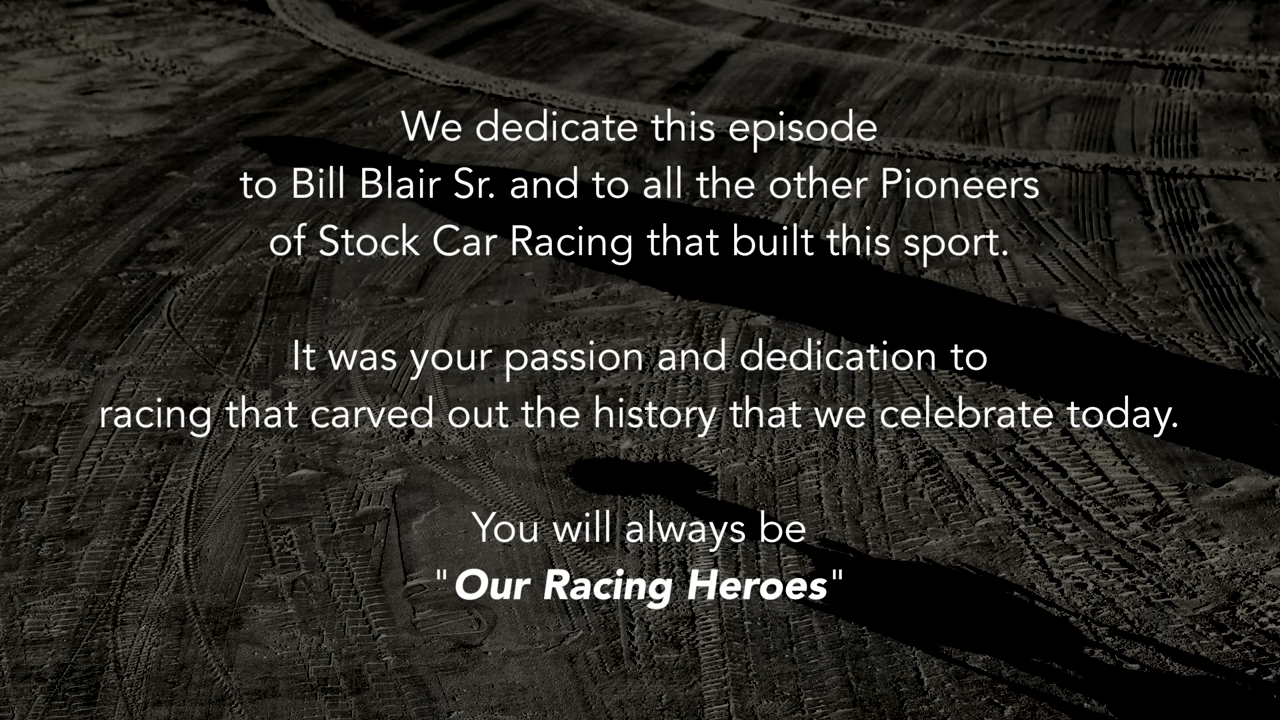 We dedicate this episode
to Bill Blair Sr. and to all the other Pioneers
of Stock Car Racing that built this sport.
It was your passion and dedication to
racing that carved out the history that we celebrate today.
You will always be
"Our Racing Heroes"